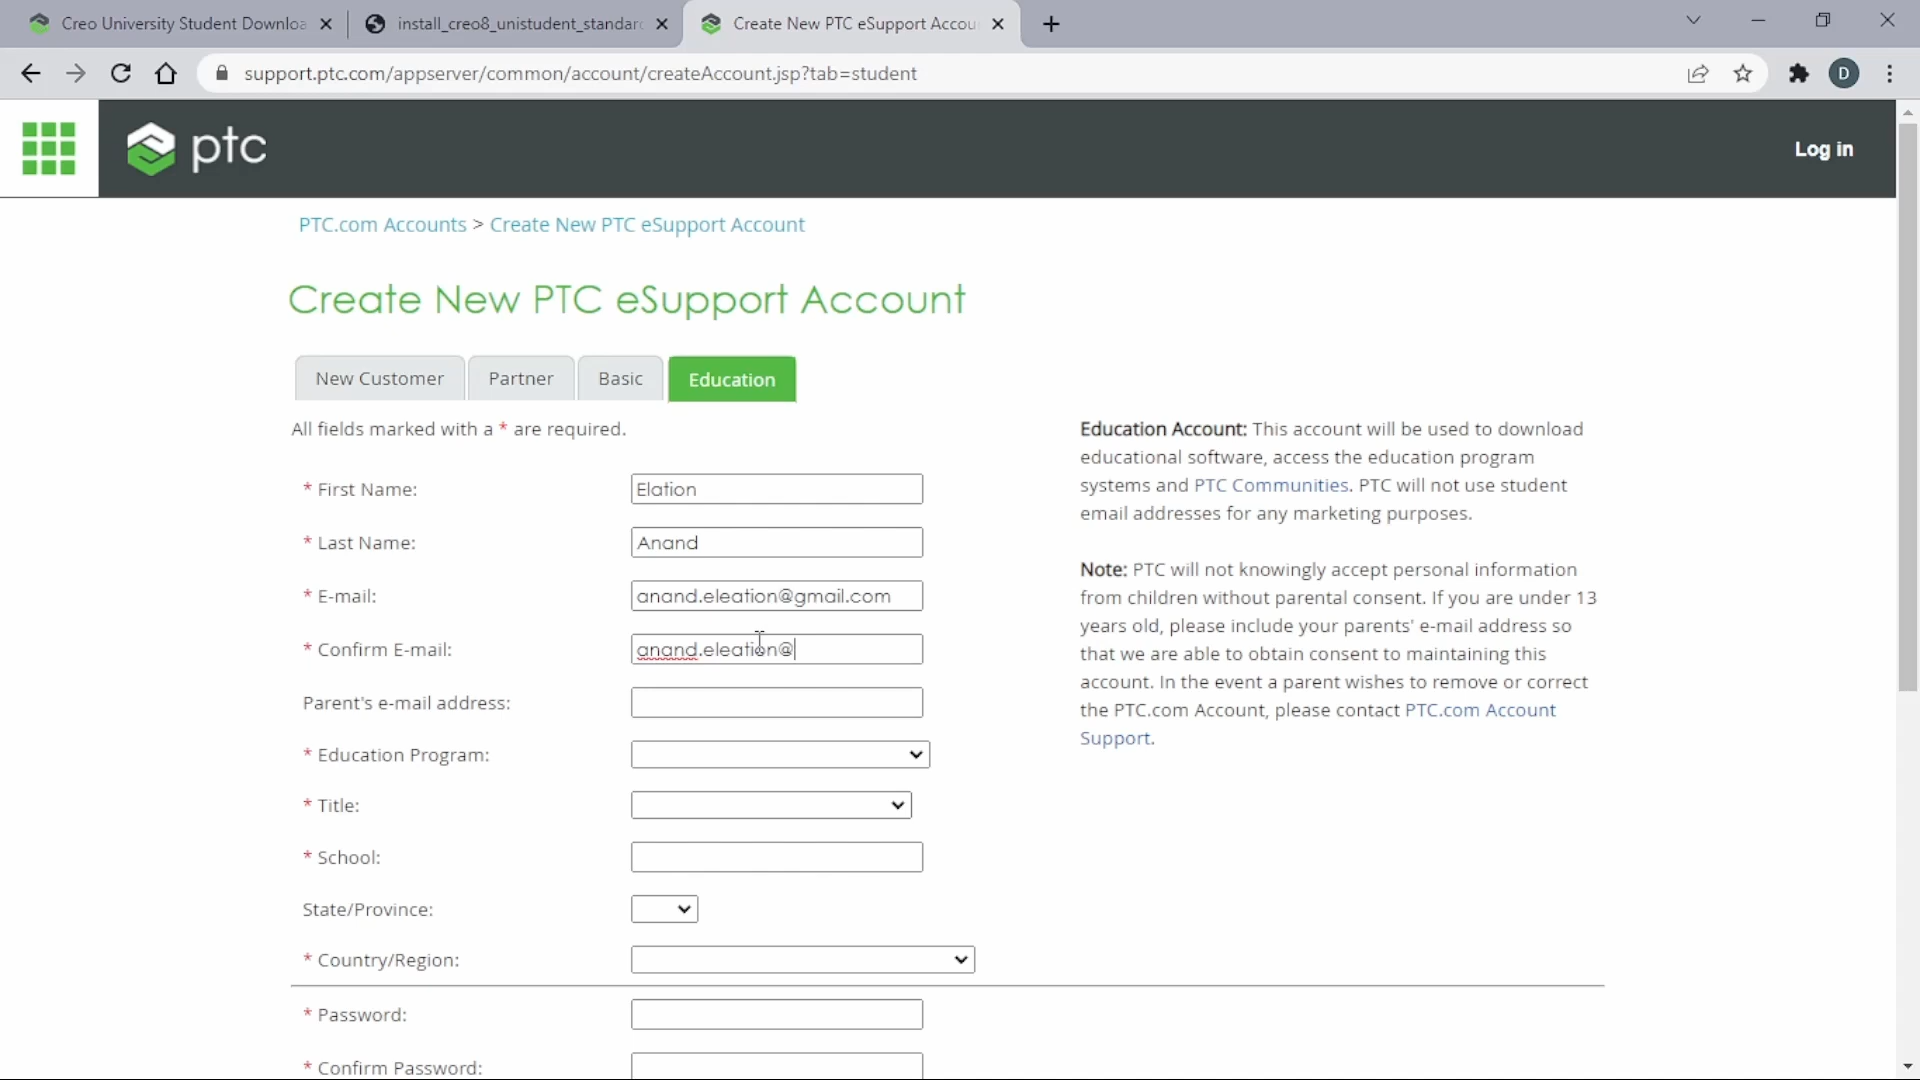 Creo University Student Downloa
install_creo8_unistudent_standar
Create New PTC eSupport Accou
support.ptc.com/appserver/common/account/createAccount.jsp?tab=student
D
ptc
Log in
PTC.com Accounts > Create New PTC eSupport Account
Create New PTC eSupport Account
New Customer
Partner
Basic
Education
All fields marked with a * are required.
* First Name:
Elation
* Last Name:
Anand
* E-mail:
anand.eleation@gmail.com
* Confirm E-mail:
anand.eleation@
Parent's e-mail address:
* Education Program:
* Title:
* School:
State/Province:
* Country/Region:
* Password:
* Confirm Password:
Education Account: This account will be used to download
educational software, access the education program
systems and PTC Communities. PTC will not use student
email addresses for any marketing purposes.
Note: PTC will not knowingly accept personal information
from children without parental consent. If you are under 13
years old, please include your parents' e-mail address so
that we are able to obtain consent to maintaining this
account. In the event a parent wishes to remove or correct
the PTC.com Account, please contact PTC.com Account
Support.